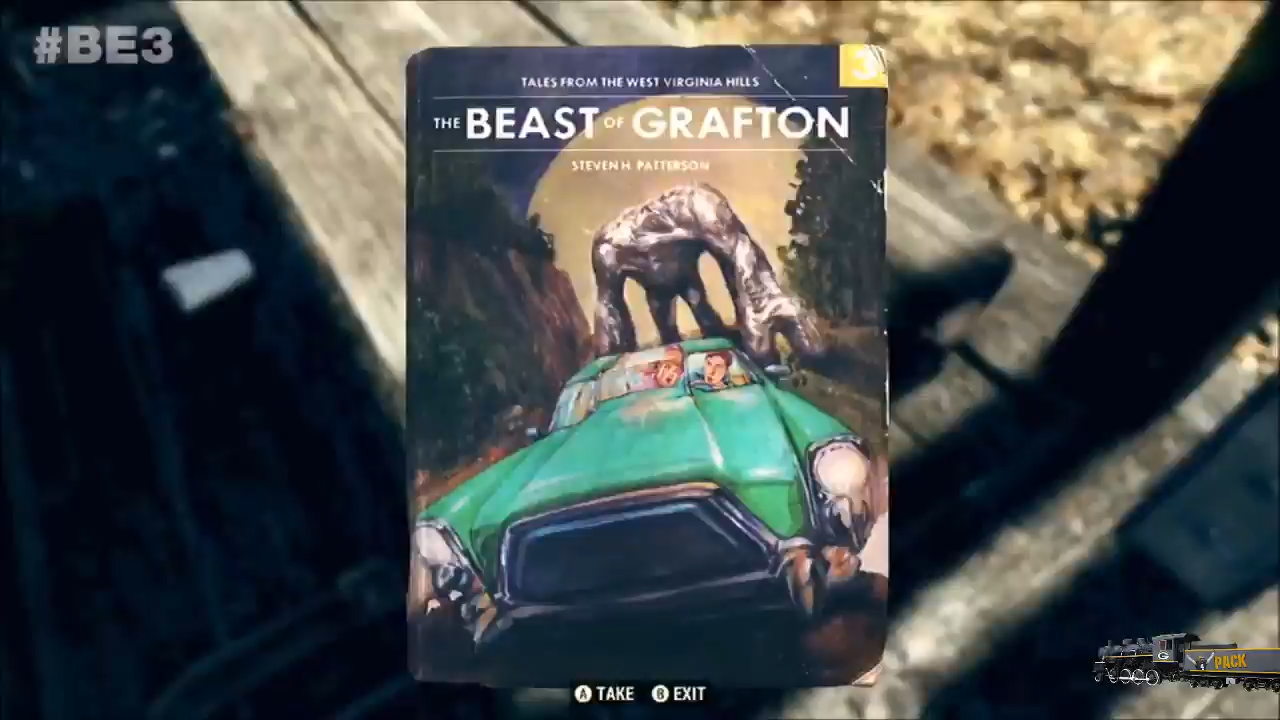 #BE3
3
TALES FROM THE WEST VIRGINIA HILLS
THE BEAST OF GRAFTON
STEVEN H. PATTERSON
G PACK
A TAKE B EXIT